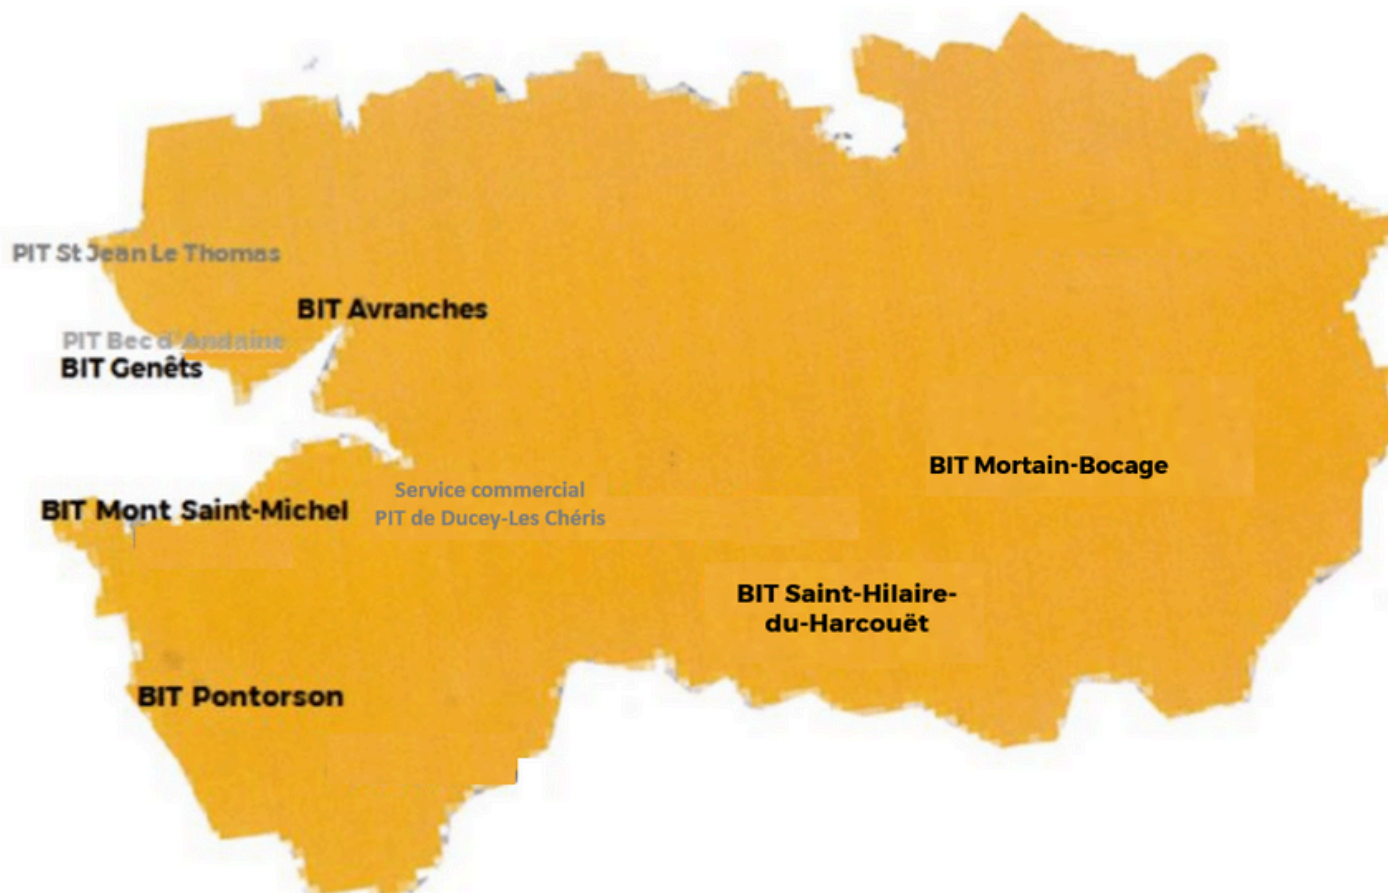 PIT St Jean Le Thomas
BIT Avranches
PIT Bec d'Andaine
BIT Genêts
BIT Mortain-Bocage
Service commercial
PIT de Ducey-Les Chéris
BIT Mont Saint-Michel
BIT Saint-Hilaire-
du-Harcouët
BIT Pontorson